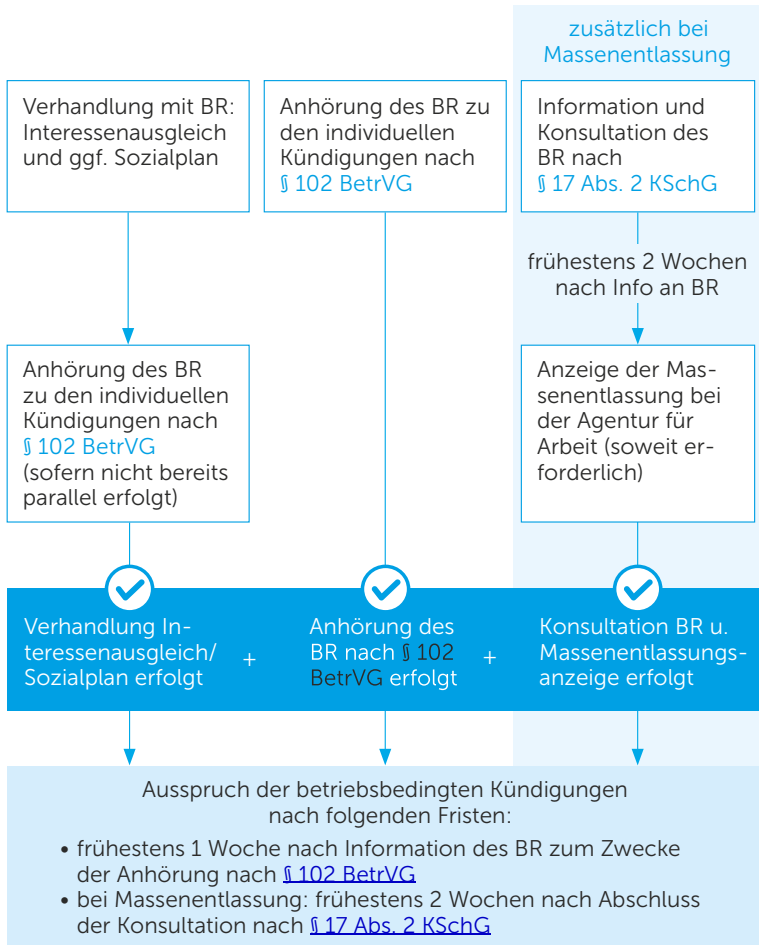 zusätzlich bei
Massenentlassung
Verhandlung mit BR:
Interessenausgleich
und ggf. Sozialplan
Anhörung des BR zu
den individuellen
Kündigungen nach
§ 102 BetrVG
Information und
Konsultation des
BR nach
§ 17 Abs. 2 KSchG
frühestens 2 Wochen
nach Info an BR
Anhörung des BR
zu den individuellen
Kündigungen nach
§ 102 BetrVG
(sofern nicht bereits
parallel erfolgt)
Anzeige der Mas-
senentlassung bei
der Agentur für
Arbeit (soweit er-
forderlich)
Verhandlung In-
teressenausgleich/
Sozialplan erfolgt
+
Anhörung des
BR nach § 102
BetrVG erfolgt
+
Konsultation BR u.
Massenentlassungs-
anzeige erfolgt
Ausspruch der betriebsbedingten Kündigungen
nach folgenden Fristen:
• frühestens 1 Woche nach Information des BR zum Zwecke
der Anhörung nach § 102 BetrVG
• bei Massenentlassung: frühestens 2 Wochen nach Abschluss
der Konsultation nach § 17 Abs. 2 KSchG